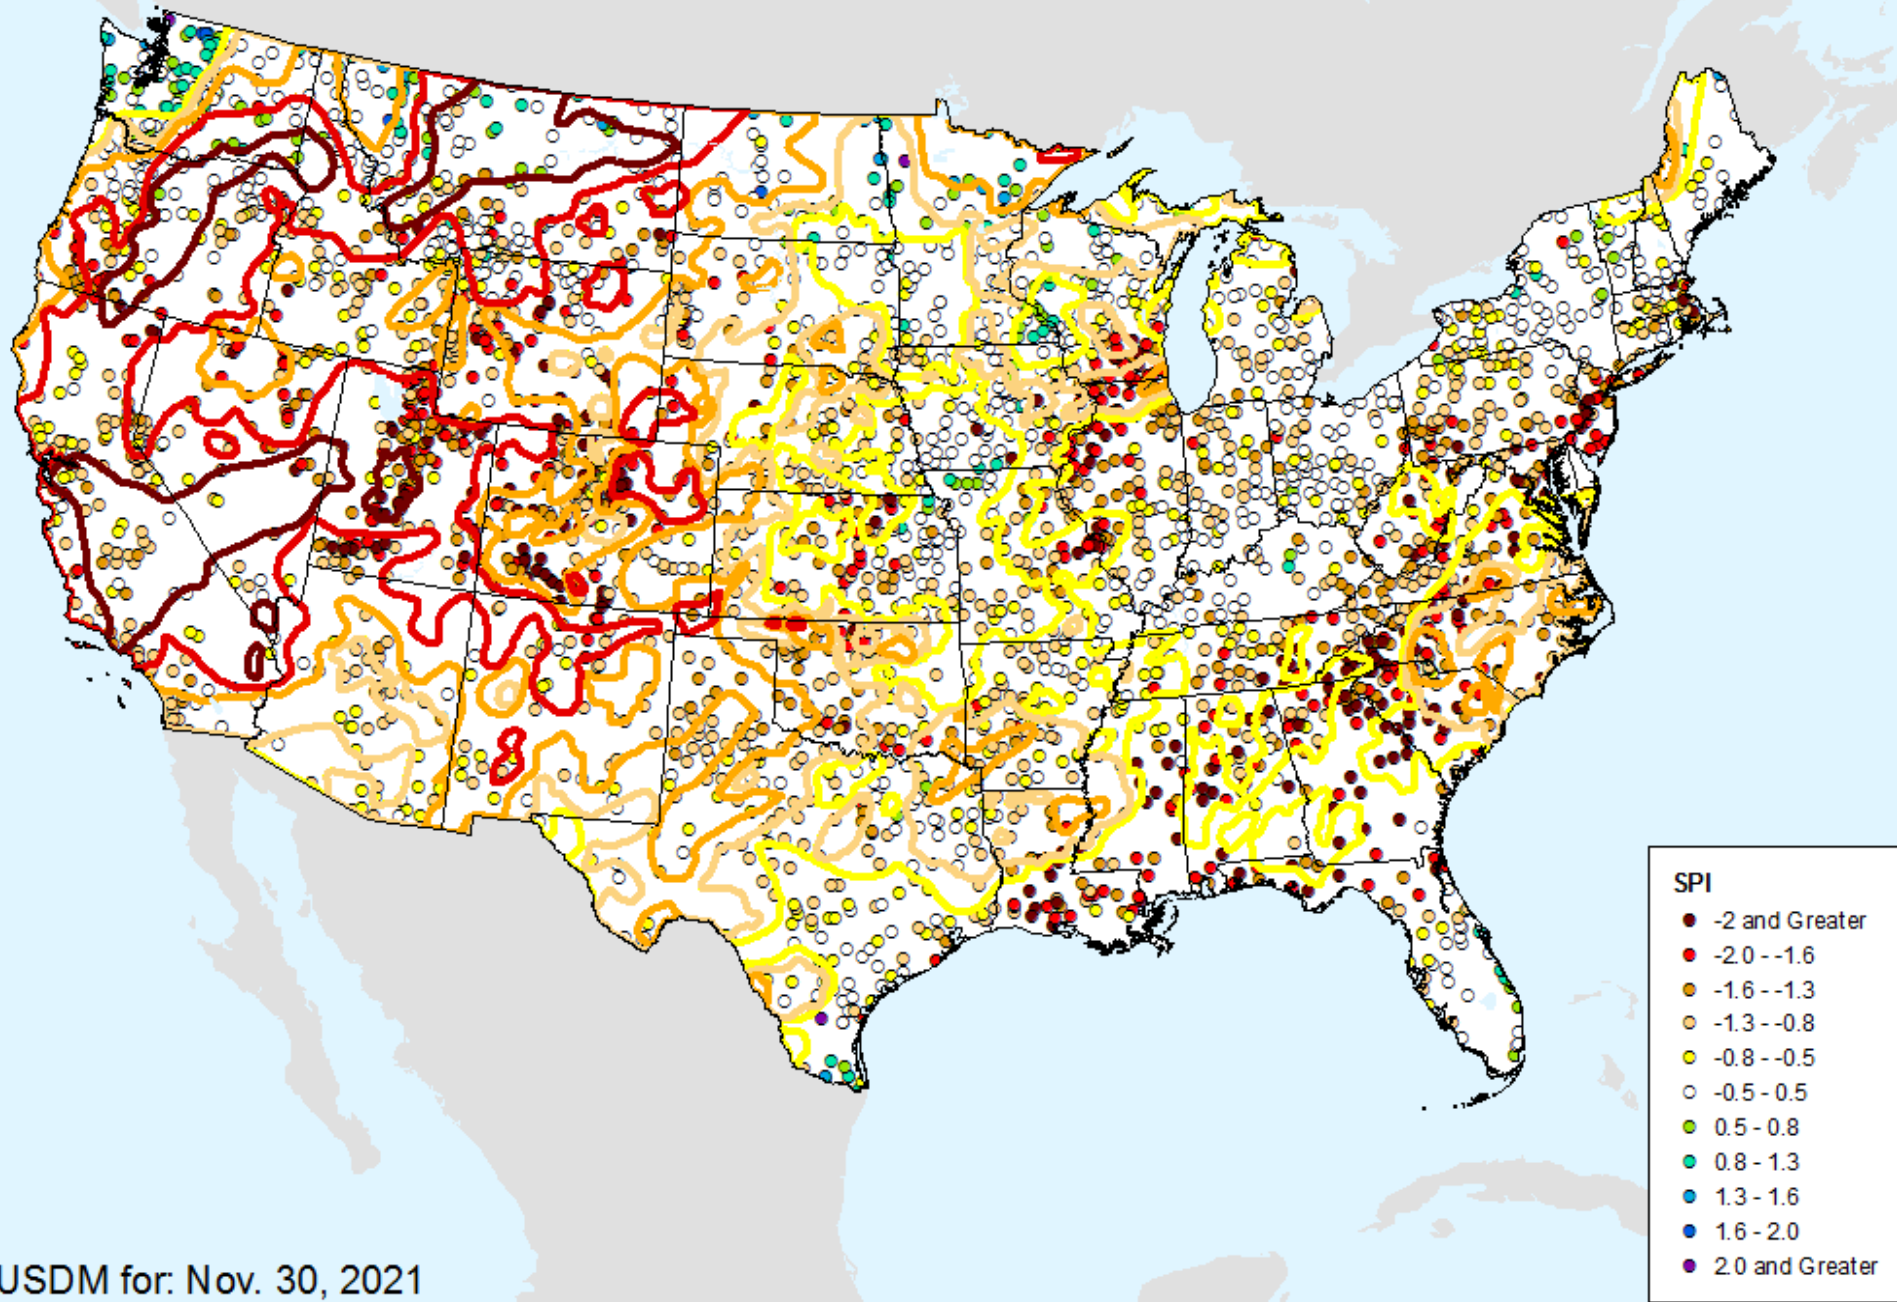 SPI
-2 and Greater
-2.0 - -1.6
-1.6 - -1.3
-1.3 - -0.8
-0.8 - -0.5
-0.5 - 0.5
0.5 - 0.8
0.8 - 1.3
1.3 - 1.6
1.6 - 2.0
2.0 and Greater
USDM for: Nov. 30, 2021